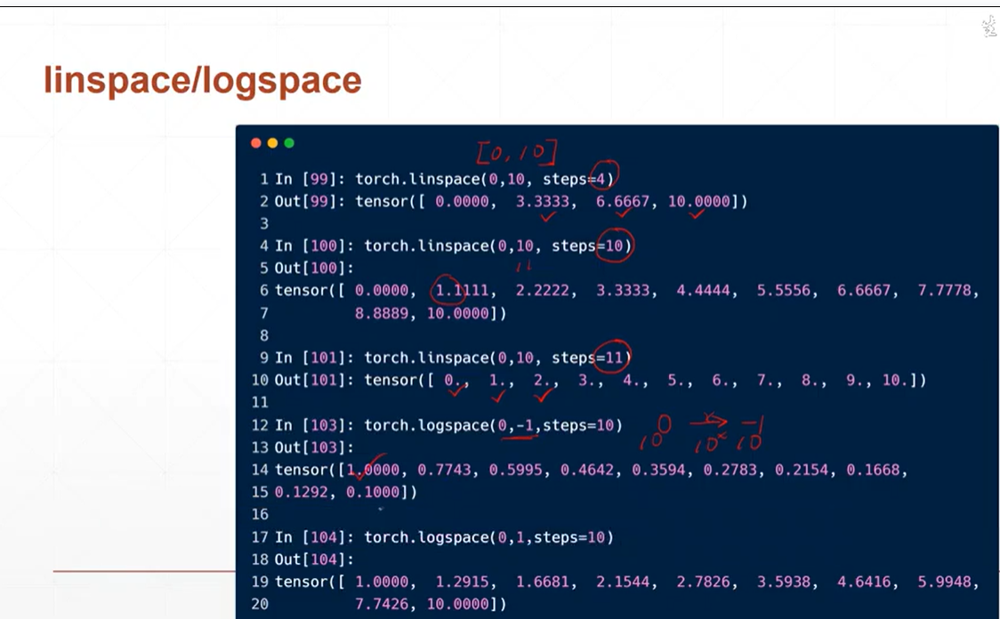 linspace/logspace
[0,10]
1 In [99]: torch.linspace(0,10, steps=4)
2 Out[99]: tensor([ 0.0000, 3.3333, 6.6667, 10.0000])
3
4 In [100]: torch.linspace(0,10, steps=10)
5 Out[100]:
11
6 tensor([ 0.0000, 1.1111, 2.2222, 3.3333, 4.4444, 5.5556, 6.6667, 7.7778,
7 8.8889, 10.0000])
8
9 In [101]: torch.linspace(0,10, steps=11)
10 Out[101]: tensor([ 0., 1., 2., 3., 4., 5., 6., 7., 8., 9., 10.])
11
12 In [103]: torch.logspace(0,-1,steps=10) 10⁰ 10ˣ 10⁻¹
13 Out[103]:
14 tensor([1.0000, 0.7743, 0.5995, 0.4642, 0.3594, 0.2783, 0.2154, 0.1668,
15 0.1292, 0.1000])
16
17 In [104]: torch.logspace(0,1,steps=10)
18 Out[104]:
19 tensor([ 1.0000, 1.2915, 1.6681, 2.1544, 2.7826, 3.5938, 4.6416, 5.9948,
20 7.7426, 10.0000])